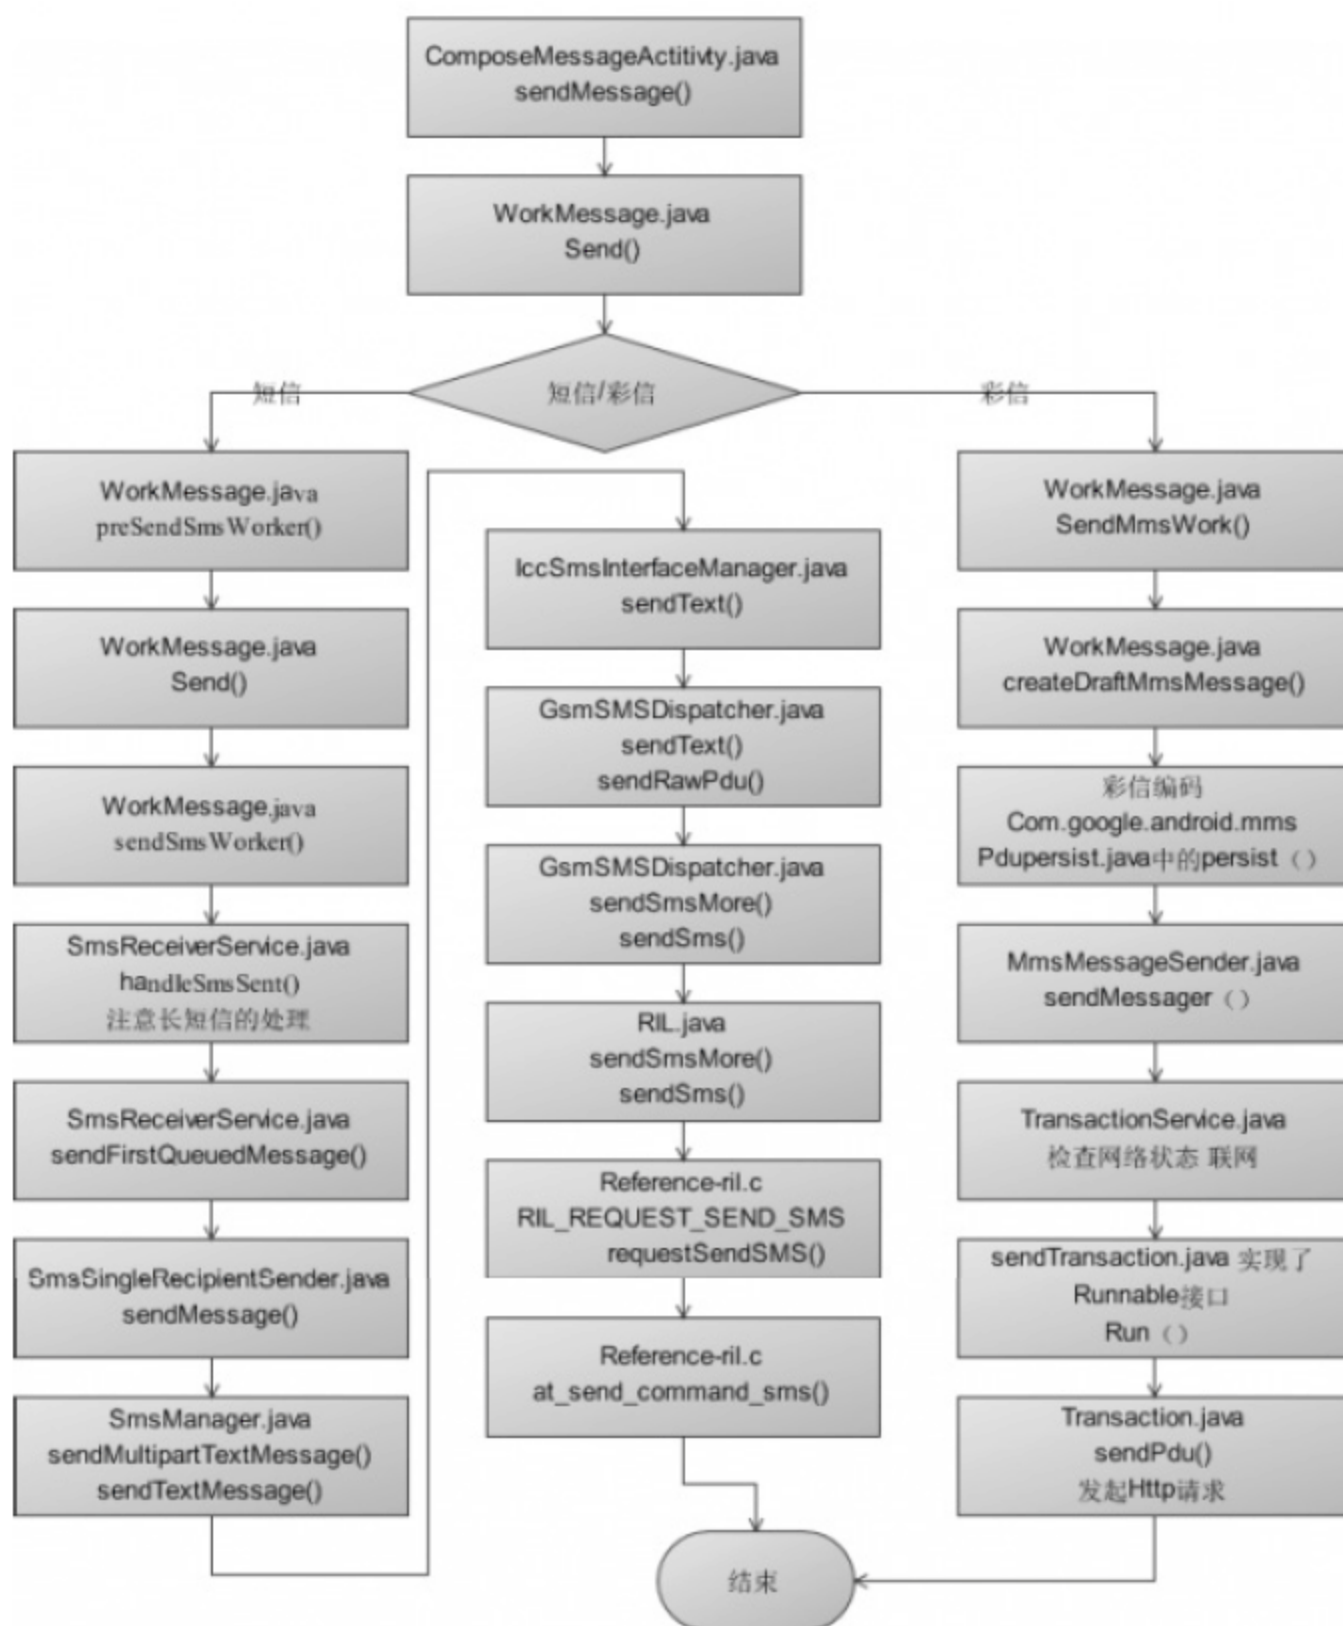 ComposeMessageActitivty.java
sendMessage()
WorkMessage.java
Send()
短信/彩信
短信
彩信
WorkMessage.java
preSendSmsWorker()
WorkMessage.java
Send()
WorkMessage.java
sendSmsWorker()
SmsReceiverService.java
handleSmsSent()
注意长短信的处理
SmsReceiverService.java
sendFirstQueuedMessage()
SmsSingleRecipientSender.java
sendMessage()
SmsManager.java
sendMultipartTextMessage()
sendTextMessage()
IccSmsInterfaceManager.java
sendText()
GsmSMSDispatcher.java
sendText()
sendRawPdu()
GsmSMSDispatcher.java
sendSmsMore()
sendSms()
RIL.java
sendSmsMore()
sendSms()
Reference-ril.c
RIL_REQUEST_SEND_SMS
requestSendSMS()
Reference-ril.c
at_send_command_sms()
WorkMessage.java
SendMmsWork()
WorkMessage.java
createDraftMmsMessage()
彩信编码
Com.google.android.mms
Pdupersist.java中的persist（）
MmsMessageSender.java
sendMessager（）
TransactionService.java
检查网络状态 联网
sendTransaction.java 实现了
Runnable接口
Run（）
Transaction.java
sendPdu()
发起Http请求
结束